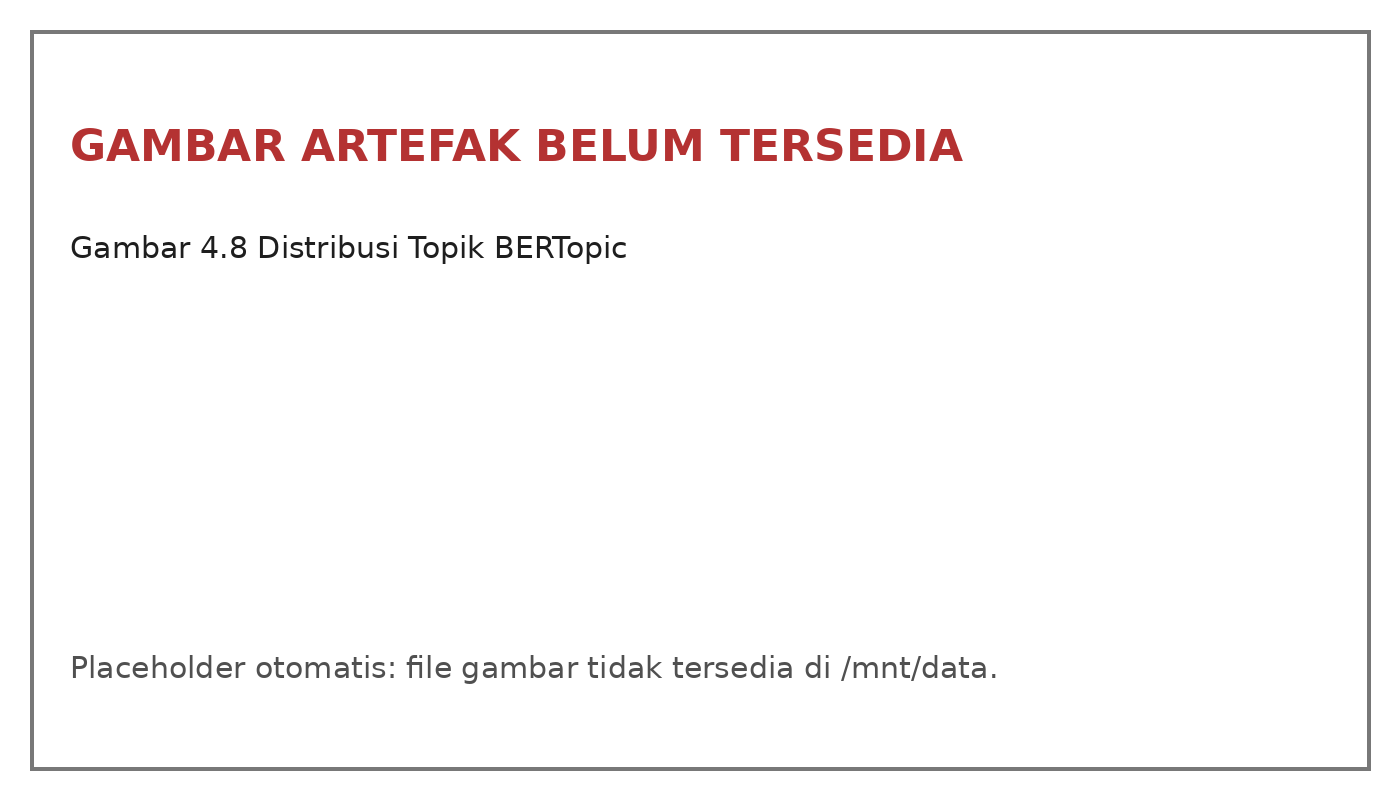 GAMBAR ARTEFAK BELUM TERSEDIA
Gambar 4.8 Distribusi Topik BERTopic
Placeholder otomatis: file gambar tidak tersedia di /mnt/data.